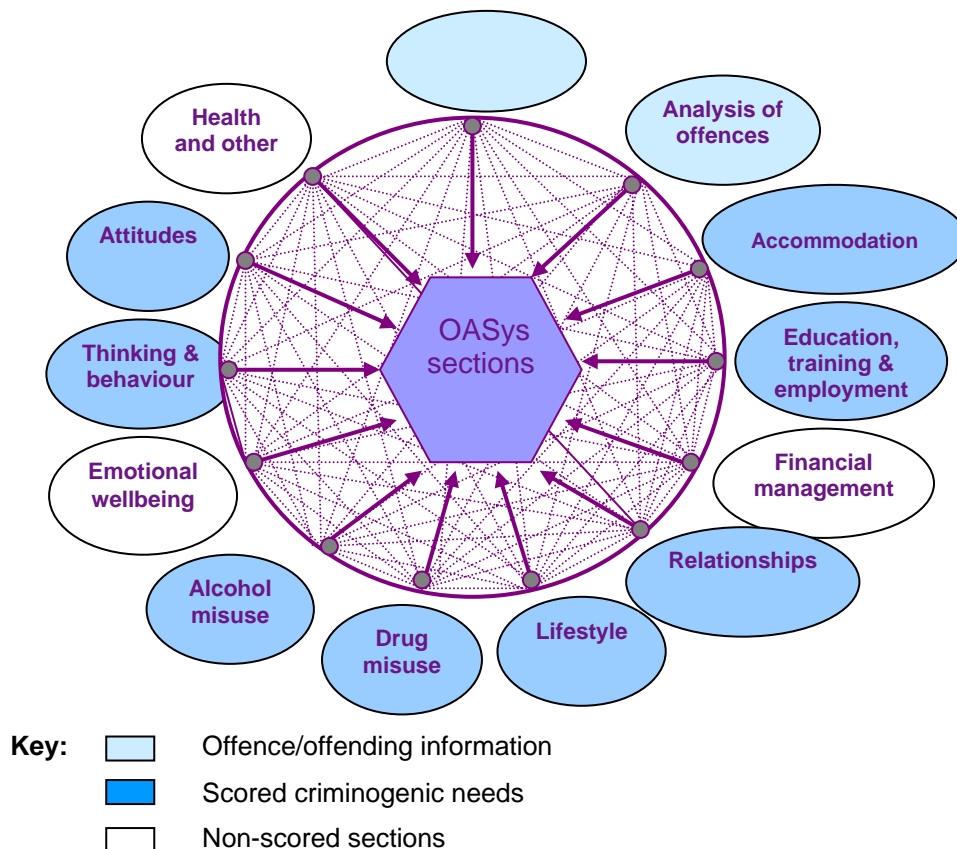 Health
and other
Analysis of
offences
Attitudes
Accommodation
OASys
sections
Thinking &
behaviour
Education,
training &
employment
Emotional
wellbeing
Financial
management
Relationships
Alcohol
misuse
Drug
misuse
Lifestyle
Key:
Offence/offending information
Scored criminogenic needs
Non-scored sections